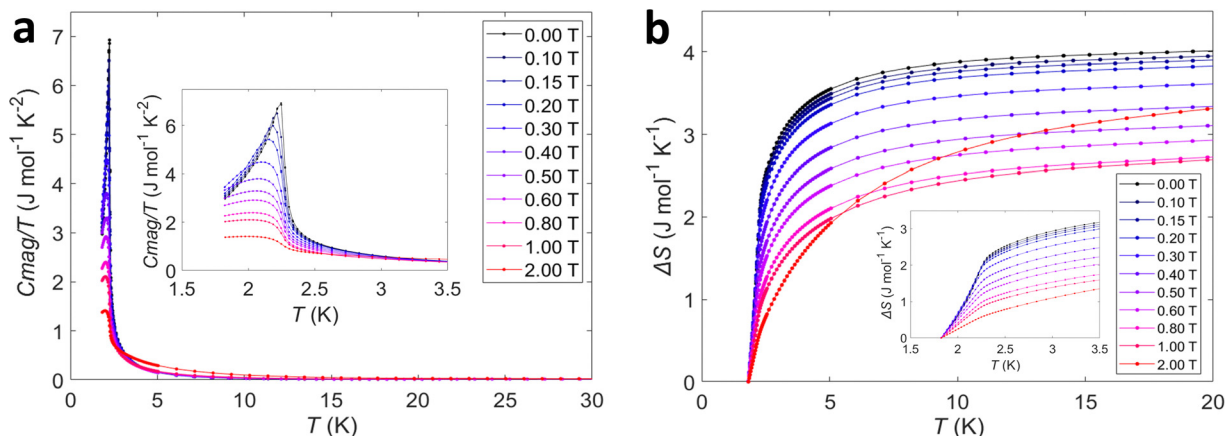 a
7
6
5
4
3
2
1
0
Cmag/T (J mol⁻¹ K⁻²)
0 5 10 15 20 25 30
T (K)
0.00 T
0.10 T
0.15 T
0.20 T
0.30 T
0.40 T
0.50 T
0.60 T
0.80 T
1.00 T
2.00 T
6
4
2
0
Cmag/T (J mol⁻¹ K⁻²)
1.5 2 2.5 3 3.5
T (K)
b
4
3
2
1
0
ΔS (J mol⁻¹ K⁻¹)
0 5 10 15 20
T (K)
0.00 T
0.10 T
0.15 T
0.20 T
0.30 T
0.40 T
0.50 T
0.60 T
0.80 T
1.00 T
2.00 T
3
2
1
0
ΔS (J mol⁻¹ K⁻¹)
1.5 2 2.5 3 3.5
T (K)